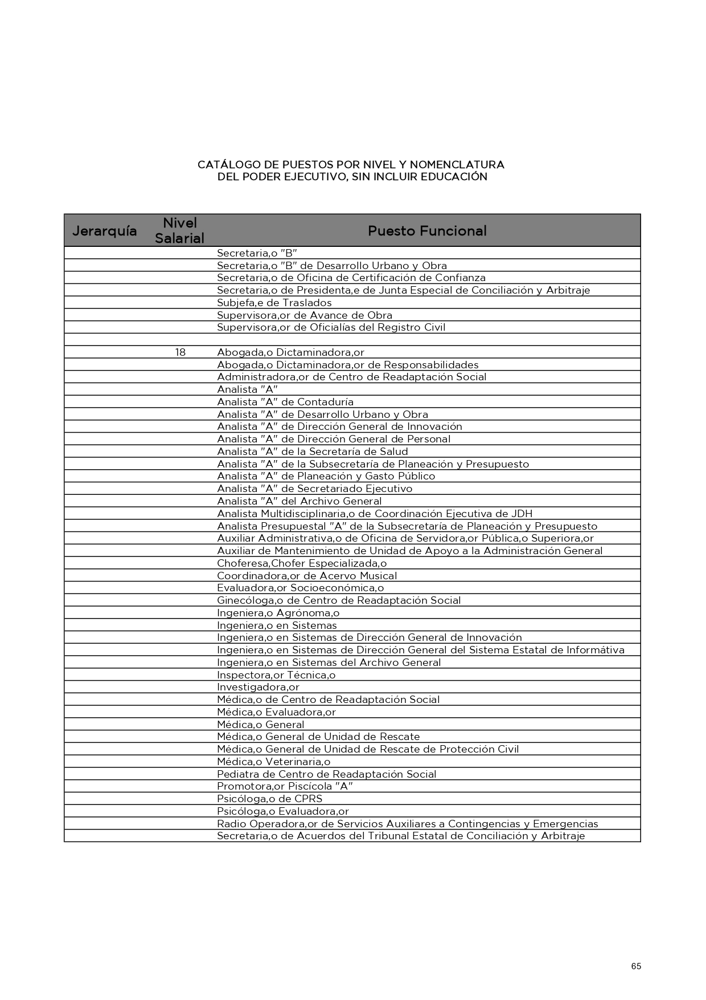 CATÁLOGO DE PUESTOS POR NIVEL Y NOMENCLATURA
DEL PODER EJECUTIVO, SIN INCLUIR EDUCACIÓN
Jerarquía Nivel Salarial Puesto Funcional
Secretaria,o "B"
Secretaria,o "B" de Desarrollo Urbano y Obra
Secretaria,o de Oficina de Certificación de Confianza
Secretaria,o de Presidenta,e de Junta Especial de Conciliación y Arbitraje
Subjefa,e de Traslados
Supervisora,or de Avance de Obra
Supervisora,or de Oficialías del Registro Civil
18 Abogada,o Dictaminadora,or
Abogada,o Dictaminadora,or de Responsabilidades
Administradora,or de Centro de Readaptación Social
Analista "A"
Analista "A" de Contaduría
Analista "A" de Desarrollo Urbano y Obra
Analista "A" de Dirección General de Innovación
Analista "A" de Dirección General de Personal
Analista "A" de la Secretaría de Salud
Analista "A" de la Subsecretaría de Planeación y Presupuesto
Analista "A" de Planeación y Gasto Público
Analista "A" de Secretariado Ejecutivo
Analista "A" del Archivo General
Analista Multidisciplinaria,o de Coordinación Ejecutiva de JDH
Analista Presupuestal "A" de la Subsecretaría de Planeación y Presupuesto
Auxiliar Administrativa,o de Oficina de Servidora,or Pública,o Superiora,or
Auxiliar de Mantenimiento de Unidad de Apoyo a la Administración General
Choferesa,Chofer Especializada,o
Coordinadora,or de Acervo Musical
Evaluadora,or Socioeconómica,o
Ginecóloga,o de Centro de Readaptación Social
Ingeniera,o Agrónoma,o
Ingeniera,o en Sistemas
Ingeniera,o en Sistemas de Dirección General de Innovación
Ingeniera,o en Sistemas de Dirección General del Sistema Estatal de Informátiva
Ingeniera,o en Sistemas del Archivo General
Inspectora,or Técnica,o
Investigadora,or
Médica,o de Centro de Readaptación Social
Médica,o Evaluadora,or
Médica,o General
Médica,o General de Unidad de Rescate
Médica,o General de Unidad de Rescate de Protección Civil
Médica,o Veterinaria,o
Pediatra de Centro de Readaptación Social
Promotora,or Piscícola "A"
Psicóloga,o de CPRS
Psicóloga,o Evaluadora,or
Radio Operadora,or de Servicios Auxiliares a Contingencias y Emergencias
Secretaria,o de Acuerdos del Tribunal Estatal de Conciliación y Arbitraje
65